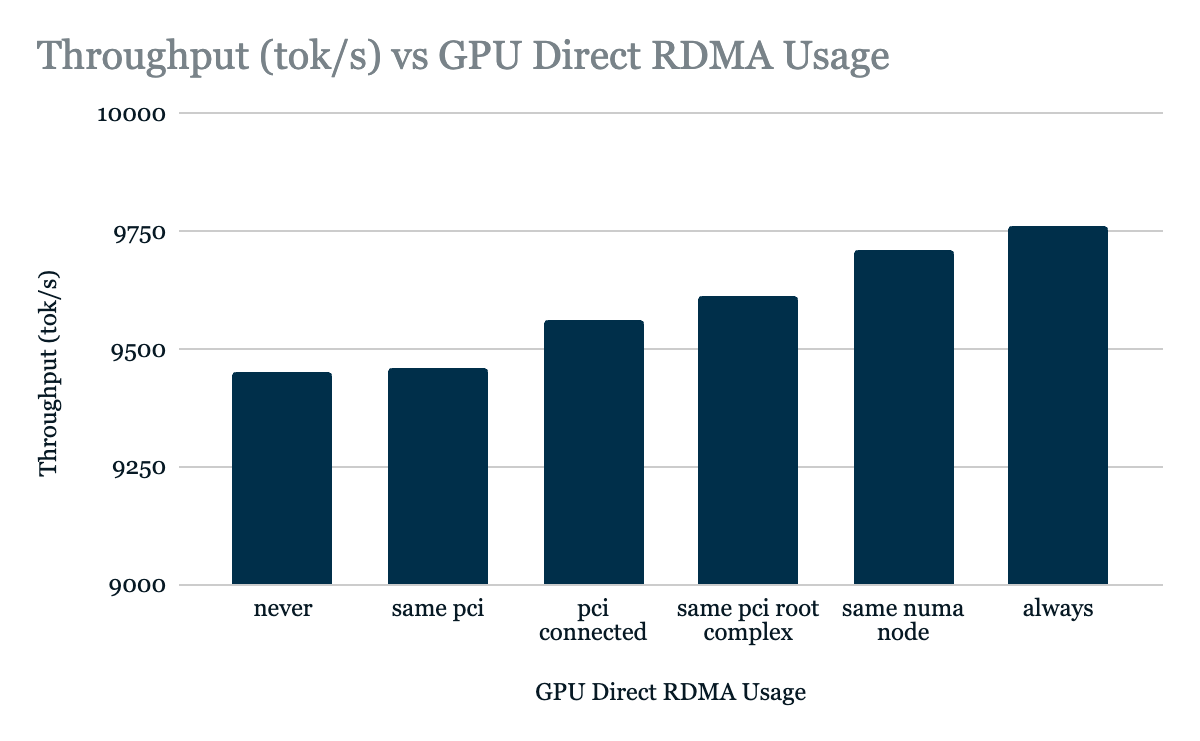 Throughput (tok/s) vs GPU Direct RDMA Usage
10000
9750
9500
9250
9000
Throughput (tok/s)
never
same pci
pci
connected
same pci root
complex
same numa
node
always
GPU Direct RDMA Usage